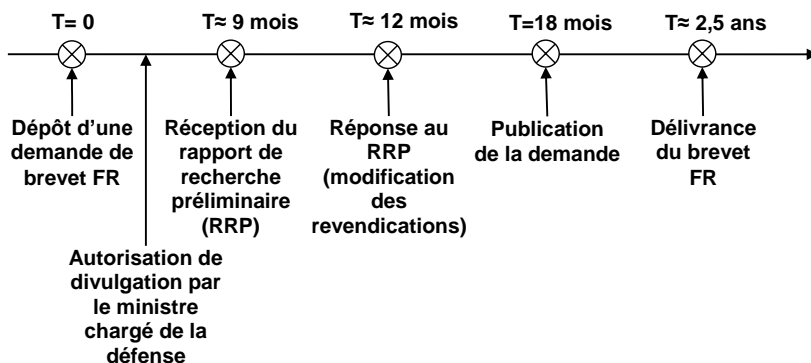 T= 0
T≈ 9 mois
T≈ 12 mois
T=18 mois
T≈ 2,5 ans
Dépôt d’une
demande de
brevet FR
Réception du
rapport de
recherche
préliminaire
(RRP)
Réponse au
RRP
(modification
des
revendications)
Publication
de la demande
Délivrance
du brevet
FR
Autorisation de
divulgation par
le ministre
chargé de la
défense